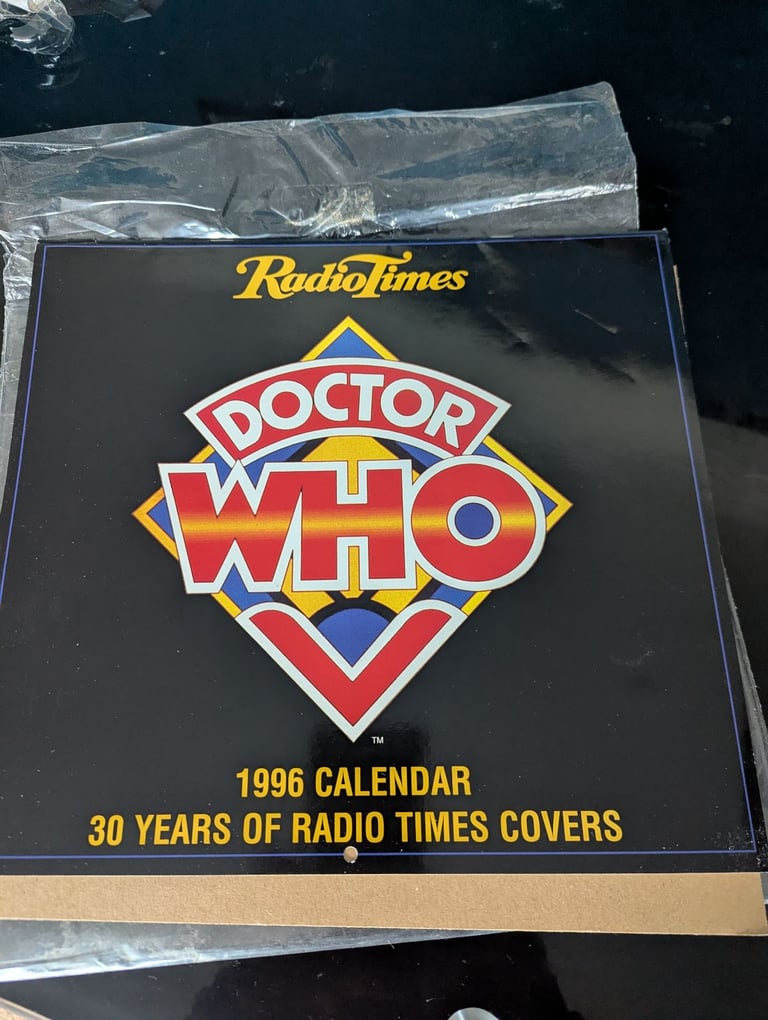 RadioTimes
DOCTOR
WHO
TM
1996 CALENDAR
30 YEARS OF RADIO TIMES COVERS